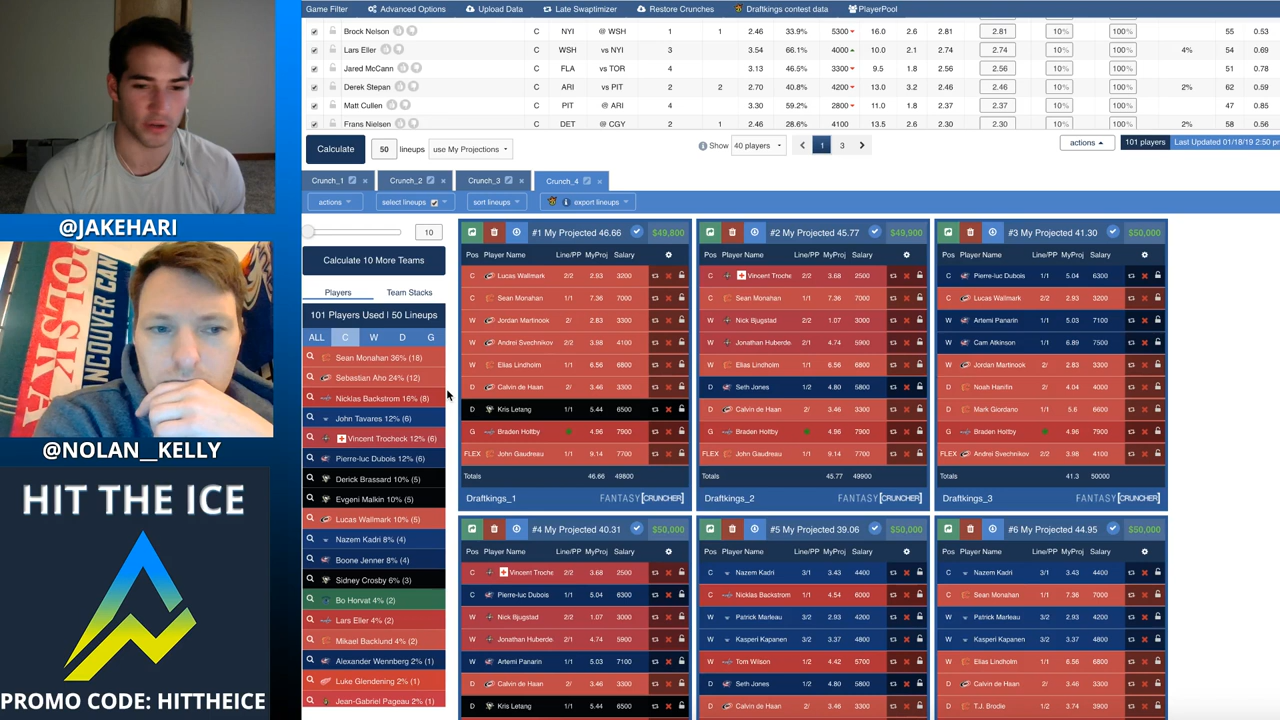 Game Filter Advanced Options Upload Data Late Swaptimizer Restore Crunches Draftkings contest data PlayerPool
Brock Nelson C NYI @ WSH 1 1 2.46 33.9% 5300 16.0 2.6 2.81 2.81 10% 100% 55 0.53
Lars Eller C WSH vs NYI 3 3.54 66.1% 4000 10.0 2.1 2.74 2.74 10% 100% 4% 54 0.69
Jared McCann C FLA vs TOR 4 3.13 46.5% 3300 9.5 1.8 2.56 2.56 10% 100% 51 0.78
Derek Stepan C ARI vs PIT 2 2 2.70 40.8% 4200 13.0 3.2 2.46 2.46 10% 100% 2% 62 0.59
Matt Cullen C PIT @ ARI 4 3.30 59.2% 2800 11.0 1.8 2.37 2.37 10% 100% 47 0.85
Frans Nielsen C DET @ CGY 2 1 2.46 28.6% 4100 13.5 2.6 2.30 2.30 10% 100% 2% 58 0.56
Calculate 50 lineups use My Projections Show 40 players 1 3 actions 101 players Last Updated 01/18/19 2:50 p
Crunch_1 Crunch_2 Crunch_3 Crunch_4
actions select lineups sort lineups export lineups
10
Calculate 10 More Teams
Players Team Stacks
101 Players Used | 50 Lineups
ALL C W D G
Sean Monahan 36% (18)
Sebastian Aho 24% (12)
Nicklas Backstrom 16% (8)
John Tavares 12% (6)
Vincent Trocheck 12% (6)
Pierre-luc Dubois 12% (6)
Derick Brassard 10% (5)
Evgeni Malkin 10% (5)
Lucas Wallmark 10% (5)
Nazem Kadri 8% (4)
Boone Jenner 8% (4)
Sidney Crosby 6% (3)
Bo Horvat 4% (2)
Lars Eller 4% (2)
Mikael Backlund 4% (2)
Alexander Wennberg 2% (1)
Luke Glendening 2% (1)
Jean-Gabriel Pageau 2% (1)
#1 My Projected 46.66 $49,800
Pos Player Name Line/PP MyProj Salary
C Lucas Wallmark 2/2 2.93 3200
C Sean Monahan 1/1 7.36 7000
W Jordan Martinook 2/ 2.83 3300
W Andrei Svechnikov 2/2 3.98 4100
W Elias Lindholm 1/1 6.56 6800
D Calvin de Haan 2/ 3.46 3300
D Kris Letang 1/1 5.44 6500
G Braden Holtby 4.96 7900
FLEX John Gaudreau 1/1 9.14 7700
Totals 46.66 49800
Draftkings_1 FANTASY CRUNCHER
#2 My Projected 45.77 $49,900
Pos Player Name Line/PP MyProj Salary
C Vincent Troche 2/2 3.68 2500
C Sean Monahan 1/1 7.36 7000
W Nick Bjugstad 2/2 1.07 3000
W Jonathan Huberde 2/1 4.74 5900
W Elias Lindholm 1/1 6.56 6800
D Seth Jones 1/2 4.80 5800
D Calvin de Haan 2/ 3.46 3300
G Braden Holtby 4.96 7900
FLEX John Gaudreau 1/1 9.14 7700
Totals 45.77 49900
Draftkings_2 FANTASY CRUNCHER
#3 My Projected 41.30 $50,000
Pos Player Name Line/PP MyProj Salary
C Pierre-luc Dubois 1/1 5.04 6300
C Lucas Wallmark 2/2 2.93 3200
W Artemi Panarin 1/1 5.03 7100
W Cam Atkinson 1/1 6.89 7500
W Jordan Martinook 2/ 2.83 3300
D Noah Hanifin 2/ 4.04 4000
D Mark Giordano 1/1 5.6 6600
G Braden Holtby 4.96 7900
FLEX Andrei Svechnikov 2/2 3.98 4100
Totals 41.3 50000
Draftkings_3 FANTASY CRUNCHER
#4 My Projected 40.31 $50,000
Pos Player Name Line/PP MyProj Salary
C Vincent Troche 2/2 3.68 2500
C Pierre-luc Dubois 1/1 5.04 6300
W Nick Bjugstad 2/2 1.07 3000
W Jonathan Huberde 2/1 4.74 5900
W Artemi Panarin 1/1 5.03 7100
D Calvin de Haan 2/ 3.46 3300
D Kris Letang 1/1 5.44 6500
#5 My Projected 39.06 $50,000
Pos Player Name Line/PP MyProj Salary
C Nazem Kadri 3/1 3.43 4400
C Nicklas Backstrom 1/1 4.54 6000
W Patrick Marleau 3/2 3.08 4200
W Kasperi Kapanen 3/2 3.37 4800
W Tom Wilson 1/2 4.42 5700
D Seth Jones 1/2 4.80 5800
D Calvin de Haan 2/ 3.46 3300
#6 My Projected 44.95 $50,000
Pos Player Name Line/PP MyProj Salary
C Nazem Kadri 3/1 3.43 4400
C Sean Monahan 1/1 7.36 7000
W Patrick Marleau 3/2 3.08 4200
W Kasperi Kapanen 3/2 3.37 4800
W Elias Lindholm 1/1 6.56 6800
D Calvin de Haan 2/ 3.46 3300
D T.J. Brodie 1/2 3.74 3900
@JAKEHARI
@NOLAN__KELLY
HIT THE ICE
PROMO CODE: HITTHEICE